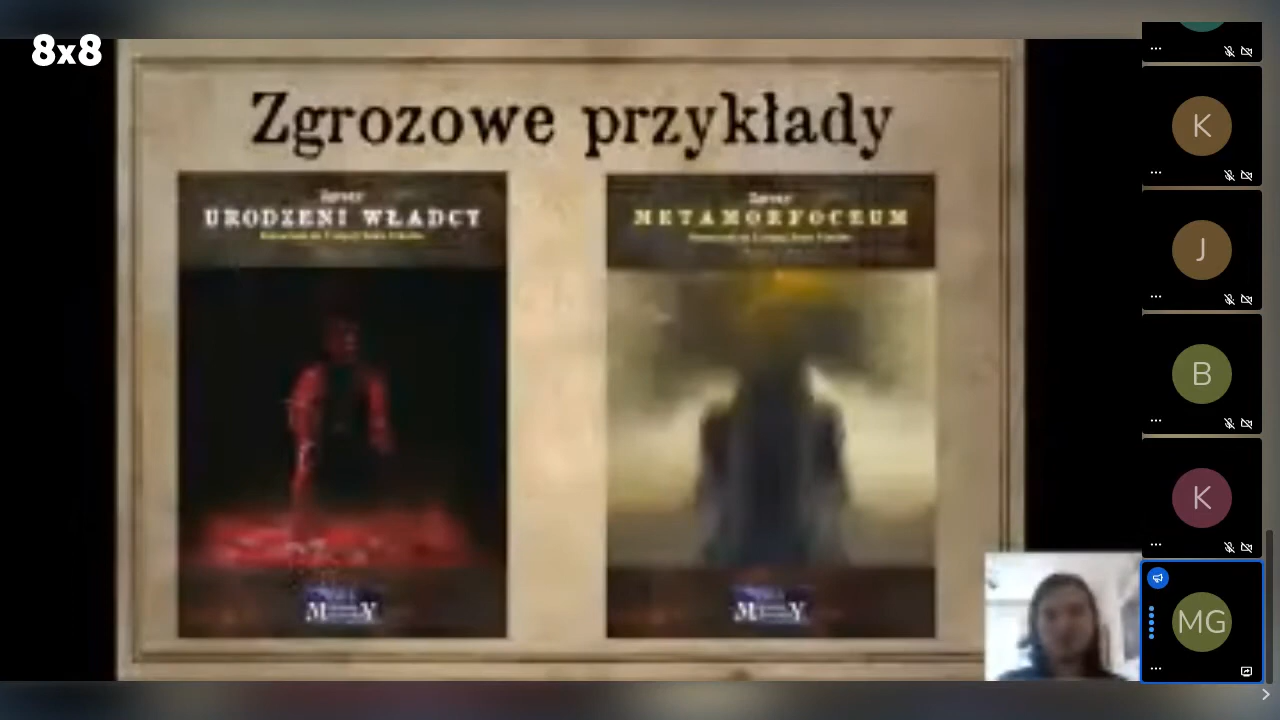 8x8
Zgrozowe przykłady
URODZENI WŁADCY
METAMORFOCEUM
K
J
B
K
MG